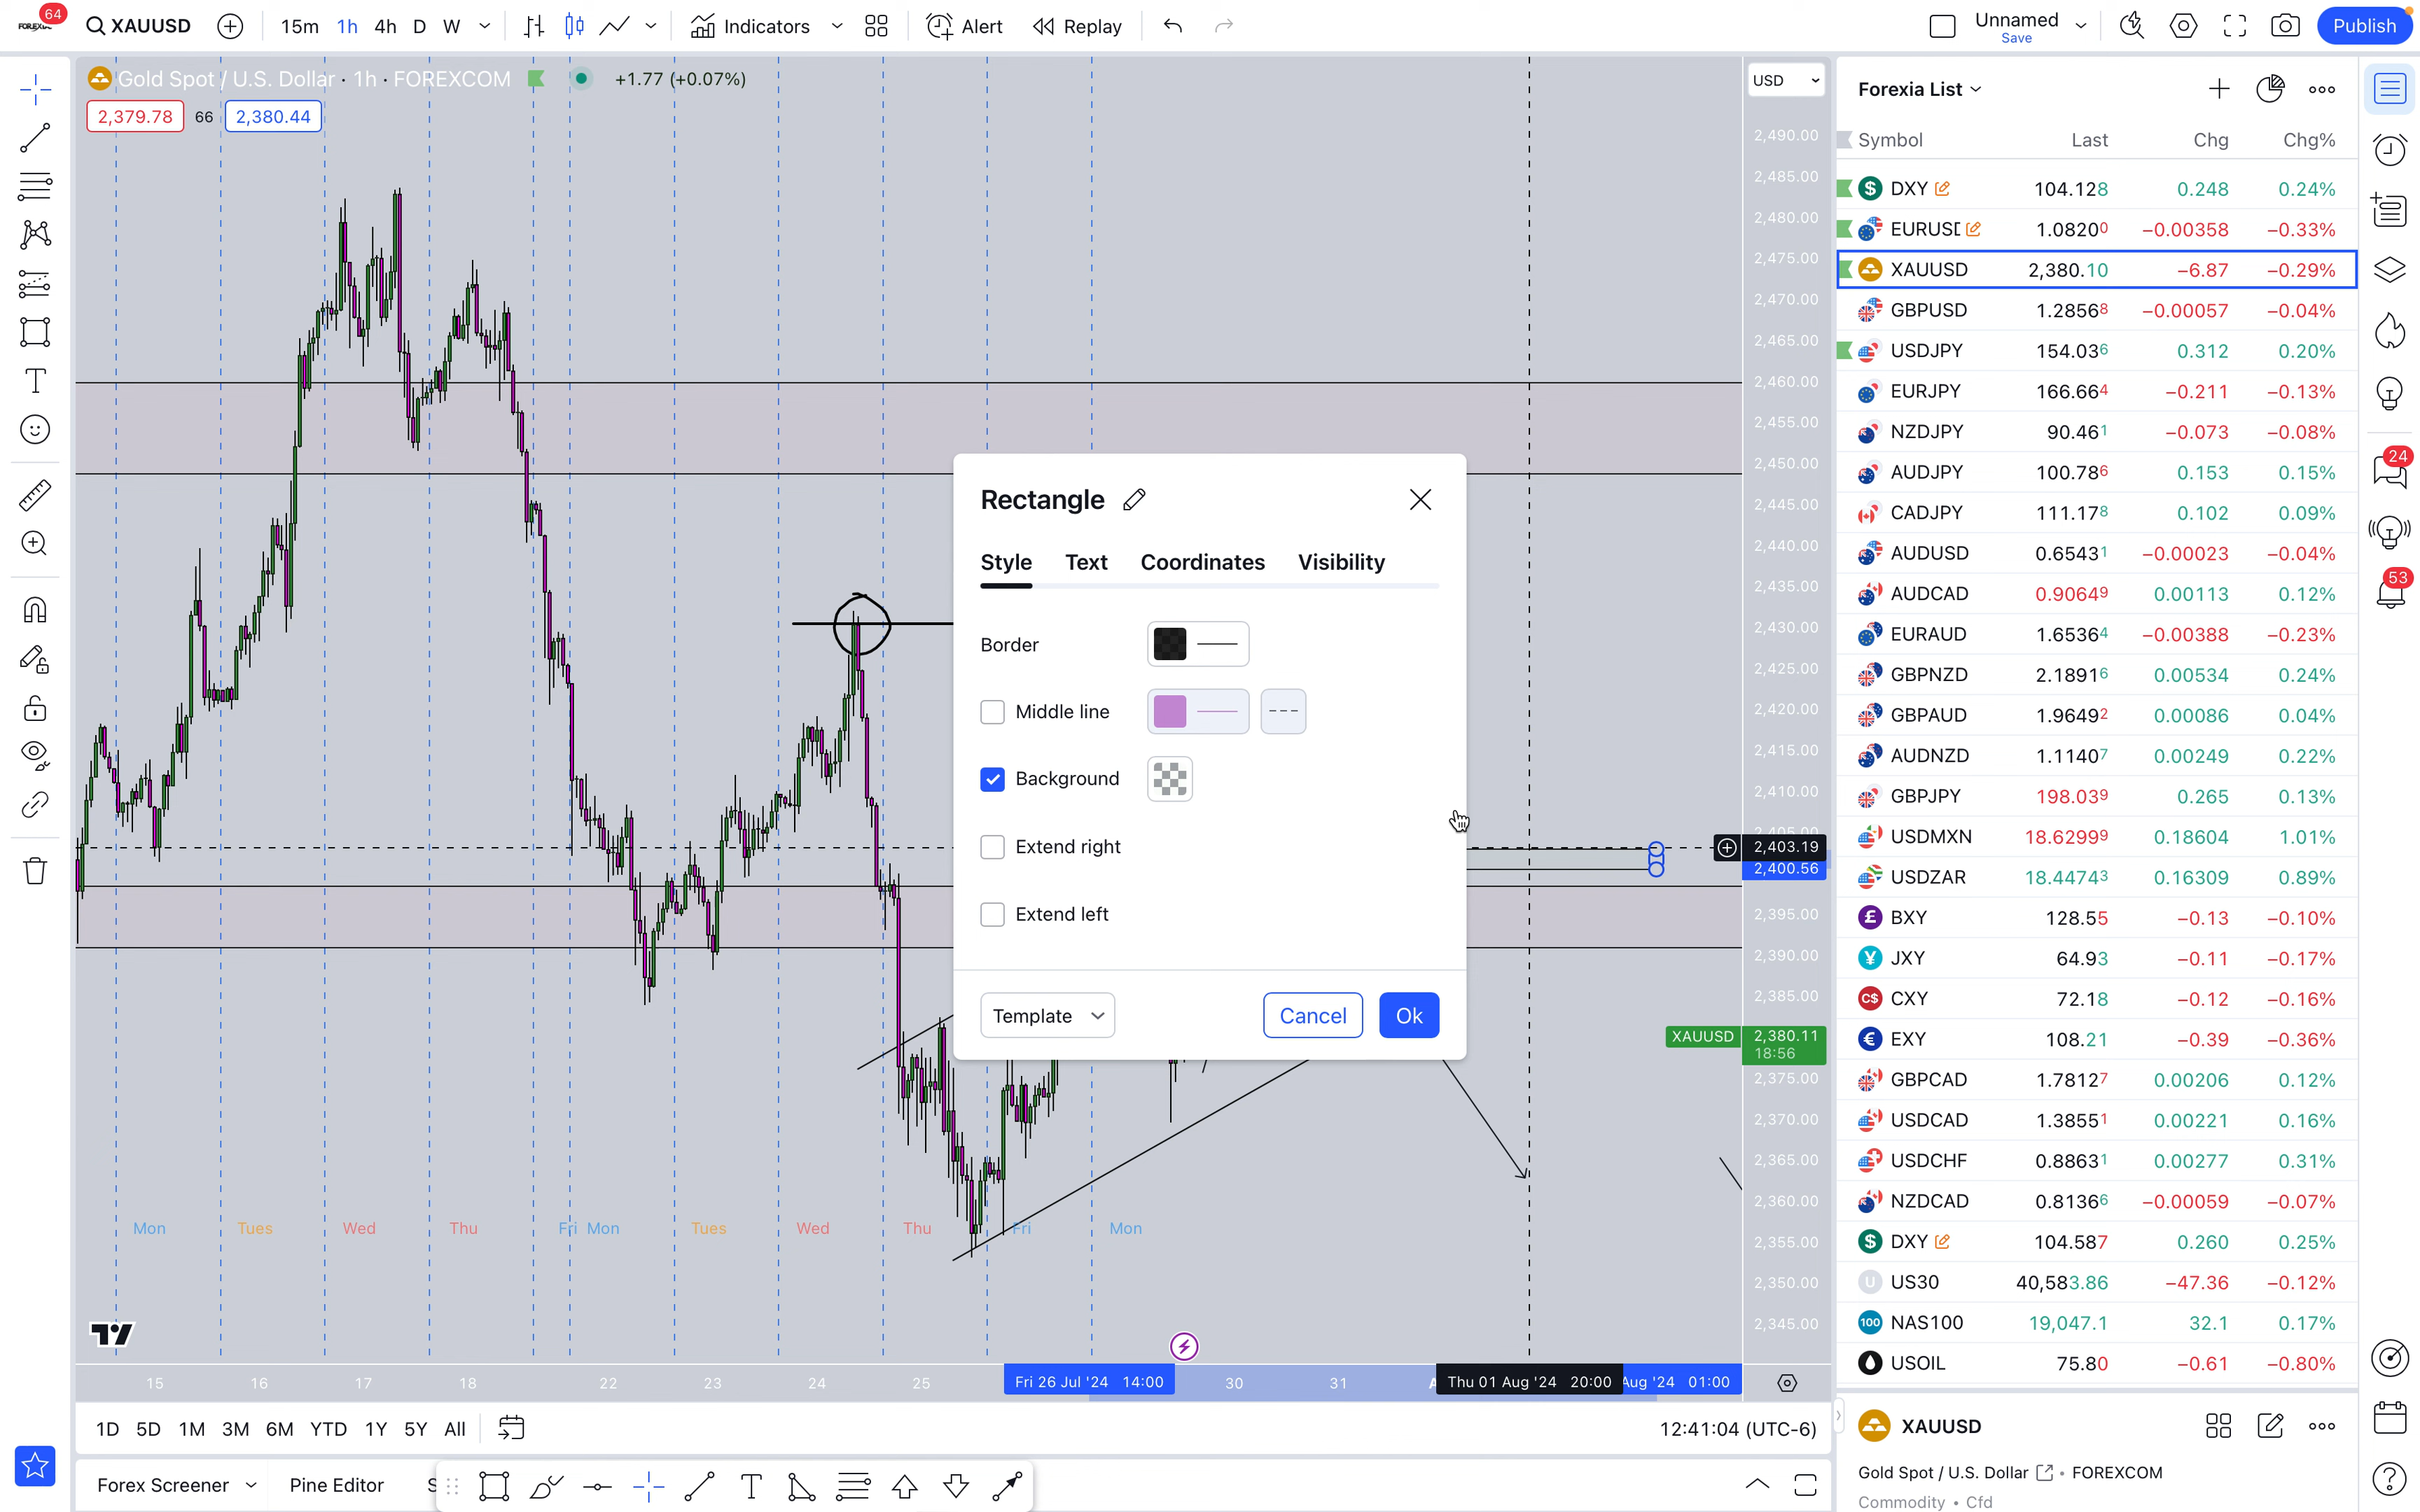 64
FOREXIA
XAUUSD
15m 1h 4h D W
Indicators
Alert
Replay
Unnamed
Save
Publish
Gold Spot / U.S. Dollar · 1h · FOREXCOM +1.77 (+0.07%)
2,379.78 66 2,380.44
USD
2,490.00
2,485.00
2,480.00
2,475.00
2,470.00
2,465.00
2,460.00
2,455.00
2,450.00
2,445.00
2,440.00
2,435.00
2,430.00
2,425.00
2,420.00
2,415.00
2,410.00
2,405.00
2,403.19
2,400.56
2,395.00
2,390.00
2,385.00
XAUUSD 2,380.11
18:56
2,375.00
2,370.00
2,365.00
2,360.00
2,355.00
2,350.00
2,345.00
Rectangle
Style Text Coordinates Visibility
Border
Middle line
Background
Extend right
Extend left
Template Cancel Ok
Mon Tues Wed Thu Fri Mon Tues Wed Thu Fri Mon
15 16 17 18 22 23 24 25 Fri 26 Jul '24 14:00 30 31 A Thu 01 Aug '24 20:00 Aug '24 01:00
1D 5D 1M 3M 6M YTD 1Y 5Y All
12:41:04 (UTC-6)
Forex Screener Pine Editor S
Forexia List
Symbol Last Chg Chg%
DXY 104.128 0.248 0.24%
EURUSD 1.08200 −0.00358 −0.33%
XAUUSD 2,380.10 −6.87 −0.29%
GBPUSD 1.28568 −0.00057 −0.04%
USDJPY 154.036 0.312 0.20%
EURJPY 166.664 −0.211 −0.13%
NZDJPY 90.461 −0.073 −0.08%
AUDJPY 100.786 0.153 0.15%
CADJPY 111.178 0.102 0.09%
AUDUSD 0.65431 −0.00023 −0.04%
AUDCAD 0.90649 0.00113 0.12%
EURAUD 1.65364 −0.00388 −0.23%
GBPNZD 2.18916 0.00534 0.24%
GBPAUD 1.96492 0.00086 0.04%
AUDNZD 1.11407 0.00249 0.22%
GBPJPY 198.039 0.265 0.13%
USDMXN 18.62999 0.18604 1.01%
USDZAR 18.44743 0.16309 0.89%
BXY 128.55 −0.13 −0.10%
JXY 64.93 −0.11 −0.17%
C$ CXY 72.18 −0.12 −0.16%
EXY 108.21 −0.39 −0.36%
GBPCAD 1.78127 0.00206 0.12%
USDCAD 1.38551 0.00221 0.16%
USDCHF 0.88631 0.00277 0.31%
NZDCAD 0.81366 −0.00059 −0.07%
DXY 104.587 0.260 0.25%
U US30 40,583.86 −47.36 −0.12%
100 NAS100 19,047.1 32.1 0.17%
USOIL 75.80 −0.61 −0.80%
XAUUSD
Gold Spot / U.S. Dollar • FOREXCOM
Commodity • Cfd
24
53